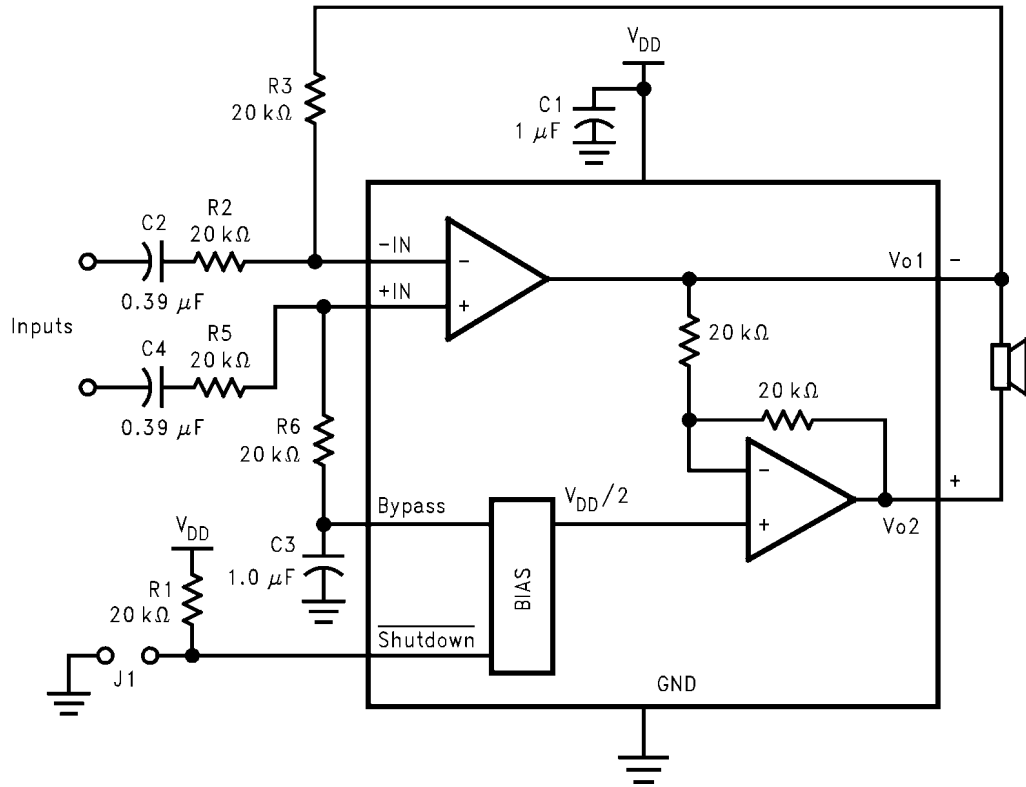 V_DD
R3
20 kΩ
C1
1 μF
C2
R2
20 kΩ
0.39 μF
-IN
-
+IN
+
Vo1
-
Inputs
C4
R5
20 kΩ
0.39 μF
20 kΩ
20 kΩ
R6
20 kΩ
Bypass
V_DD/2
-
+
Vo2
+
C3
1.0 μF
BIAS
V_DD
R1
20 kΩ
Shutdown
J1
GND